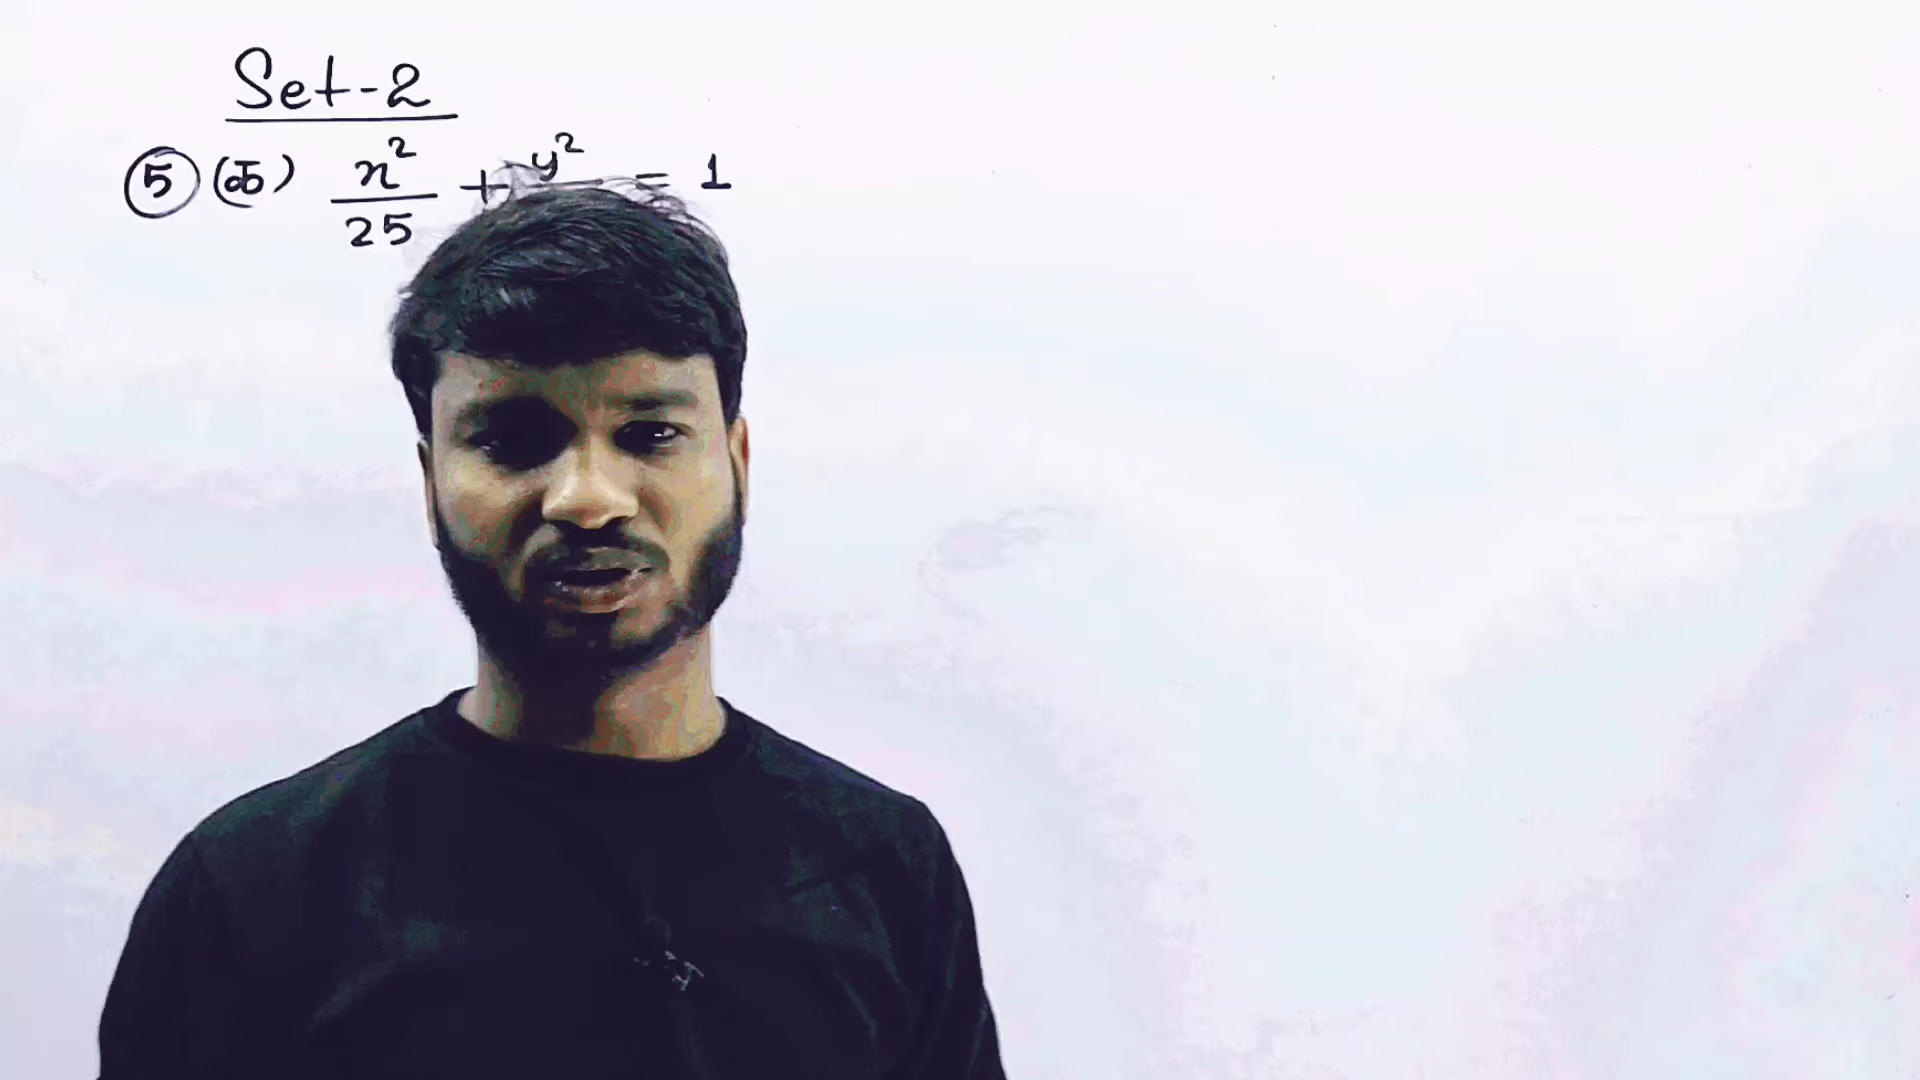 Set-2
⑤ (ক) x²/25 + y²/ = 1